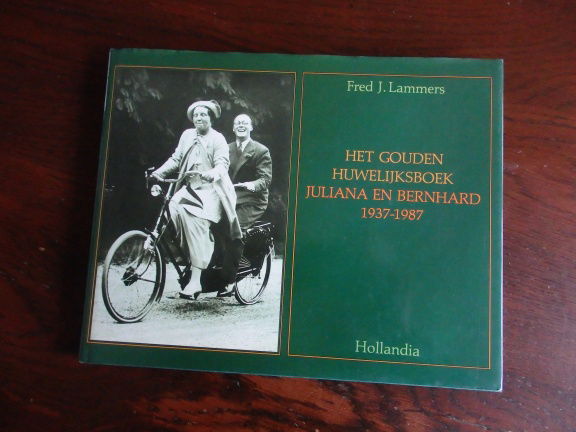 Fred J. Lammers
HET GOUDEN
HUWELIJKSBOEK
JULIANA EN BERNHARD
1937-1987
Hollandia